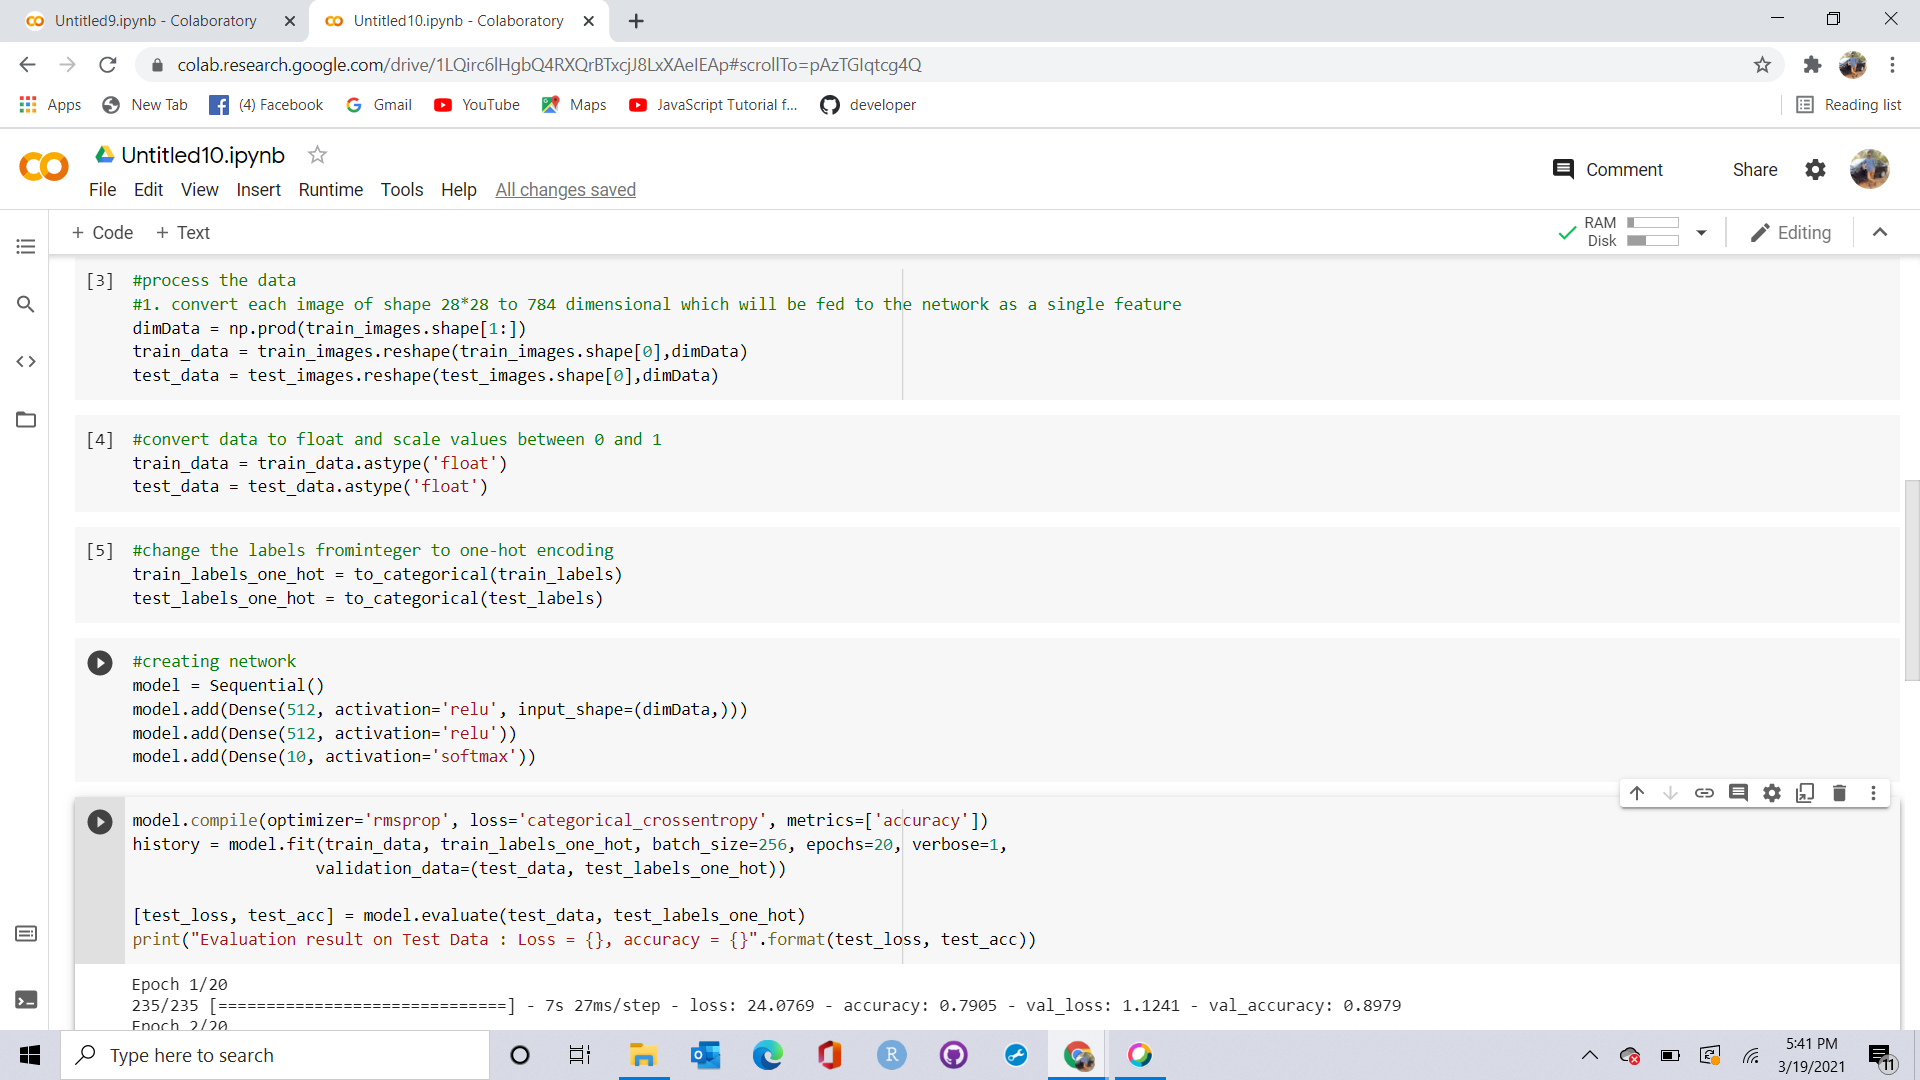 Untitled9.ipynb - Colaboratory
Untitled10.ipynb - Colaboratory
colab.research.google.com/drive/1LQirc6lHgbQ4RXQrBTxcjJ8LxXAeIEAp#scrollTo=pAzTGIqtcg4Q
Apps
New Tab
(4) Facebook
Gmail
YouTube
Maps
JavaScript Tutorial f...
developer
Reading list
Untitled10.ipynb
Comment
Share
File Edit View Insert Runtime Tools Help All changes saved
+ Code + Text
RAM
Disk
Editing
[3] #process the data
#1. convert each image of shape 28*28 to 784 dimensional which will be fed to the network as a single feature
dimData = np.prod(train_images.shape[1:])
train_data = train_images.reshape(train_images.shape[0],dimData)
test_data = test_images.reshape(test_images.shape[0],dimData)
[4] #convert data to float and scale values between 0 and 1
train_data = train_data.astype('float')
test_data = test_data.astype('float')
[5] #change the labels frominteger to one-hot encoding
train_labels_one_hot = to_categorical(train_labels)
test_labels_one_hot = to_categorical(test_labels)
#creating network
model = Sequential()
model.add(Dense(512, activation='relu', input_shape=(dimData,)))
model.add(Dense(512, activation='relu'))
model.add(Dense(10, activation='softmax'))
model.compile(optimizer='rmsprop', loss='categorical_crossentropy', metrics=['accuracy'])
history = model.fit(train_data, train_labels_one_hot, batch_size=256, epochs=20, verbose=1,
validation_data=(test_data, test_labels_one_hot))
[test_loss, test_acc] = model.evaluate(test_data, test_labels_one_hot)
print("Evaluation result on Test Data : Loss = {}, accuracy = {}".format(test_loss, test_acc))
Epoch 1/20
235/235 [==============================] - 7s 27ms/step - loss: 24.0769 - accuracy: 0.7905 - val_loss: 1.1241 - val_accuracy: 0.8979
Epoch 2/20
Type here to search
R
5:41 PM
3/19/2021
11